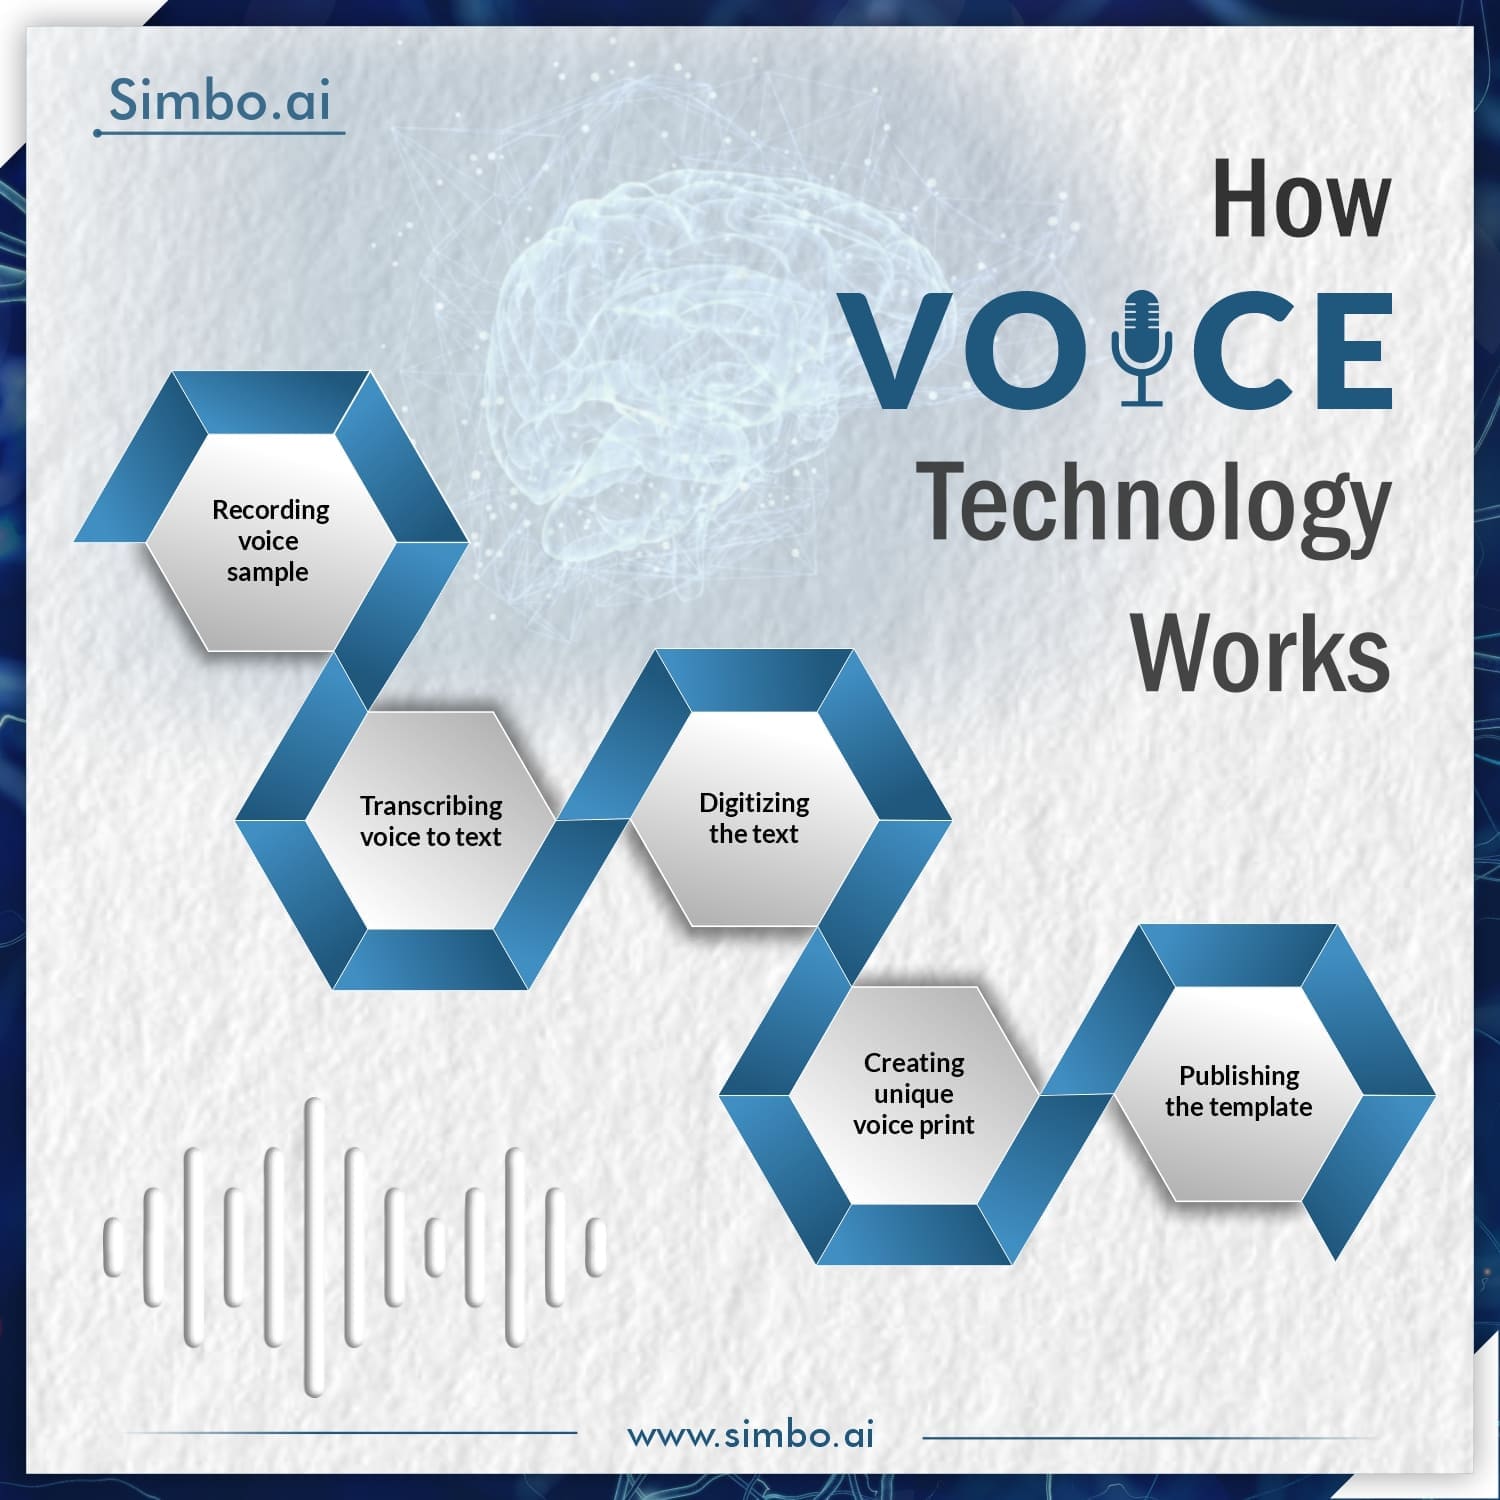 Simbo.ai
How
VOICE
Technology
Works
Recording
voice
sample
Transcribing
voice to text
Digitizing
the text
Creating
unique
voice print
Publishing
the template
www.simbo.ai